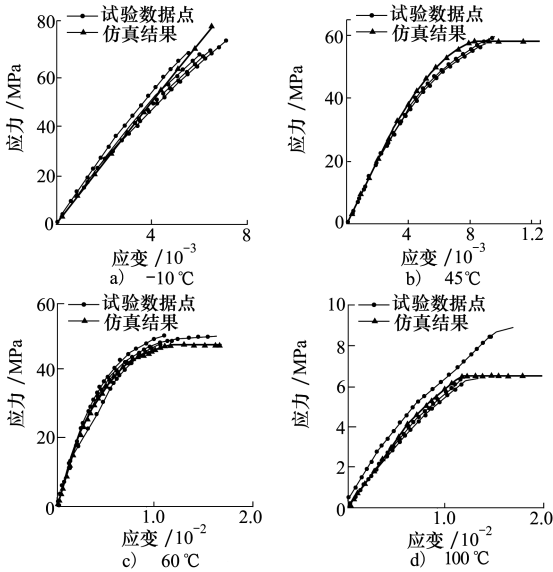 试验数据点
仿真结果
应力 /MPa
80
60
40
20
0
4
8
应变 /10⁻³
a) -10℃
试验数据点
仿真结果
应力 /MPa
60
40
20
0
4
8
1.2
应变 /10⁻³
b) 45℃
试验数据点
仿真结果
应力 /MPa
60
40
20
0
1.0
2.0
应变 /10⁻²
c) 60℃
试验数据点
仿真结果
应力 /MPa
10
8
6
4
2
0
1.0
2.0
应变 /10⁻²
d) 100℃